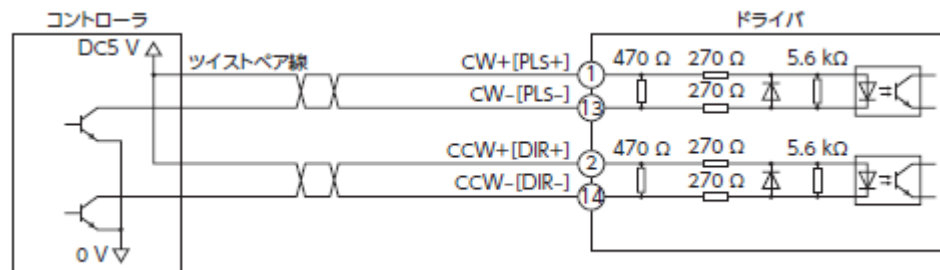 コントローラ
ドライバ
DC5 V
ツイストペア線
CW+[PLS+]
1
470 Ω
270 Ω
5.6 kΩ
CW-[PLS-]
13
270 Ω
CCW+[DIR+]
2
470 Ω
270 Ω
5.6 kΩ
CCW-[DIR-]
14
270 Ω
0 V